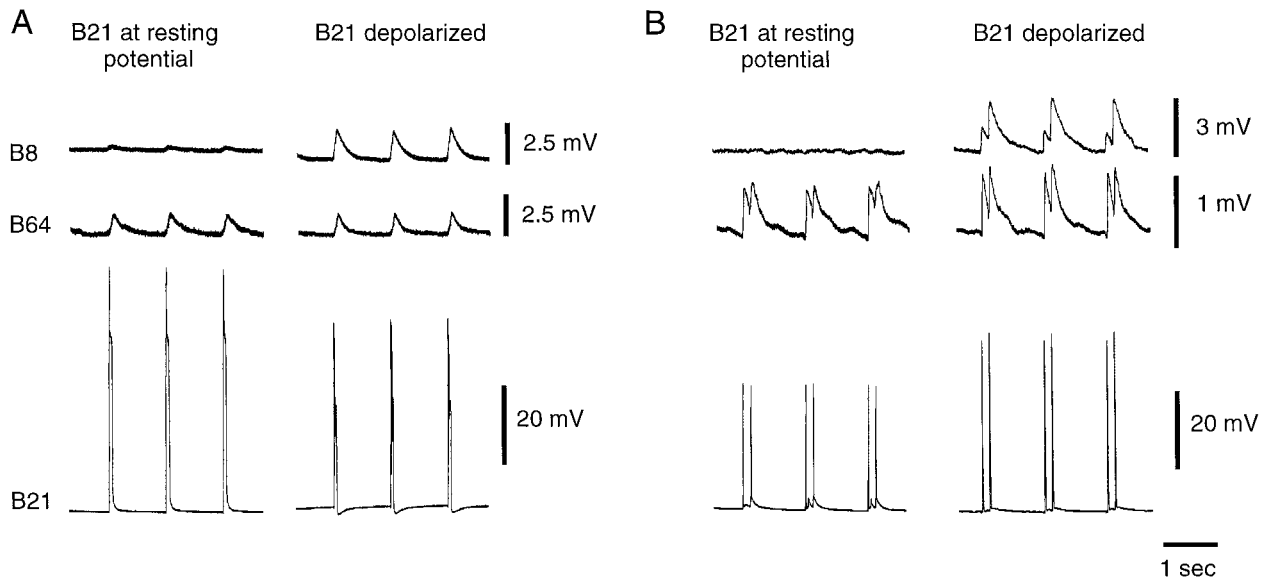 A
B21 at resting
potential
B21 depolarized
B8
2.5 mV
B64
2.5 mV
20 mV
B21
B
B21 at resting
potential
B21 depolarized
3 mV
1 mV
20 mV
1 sec